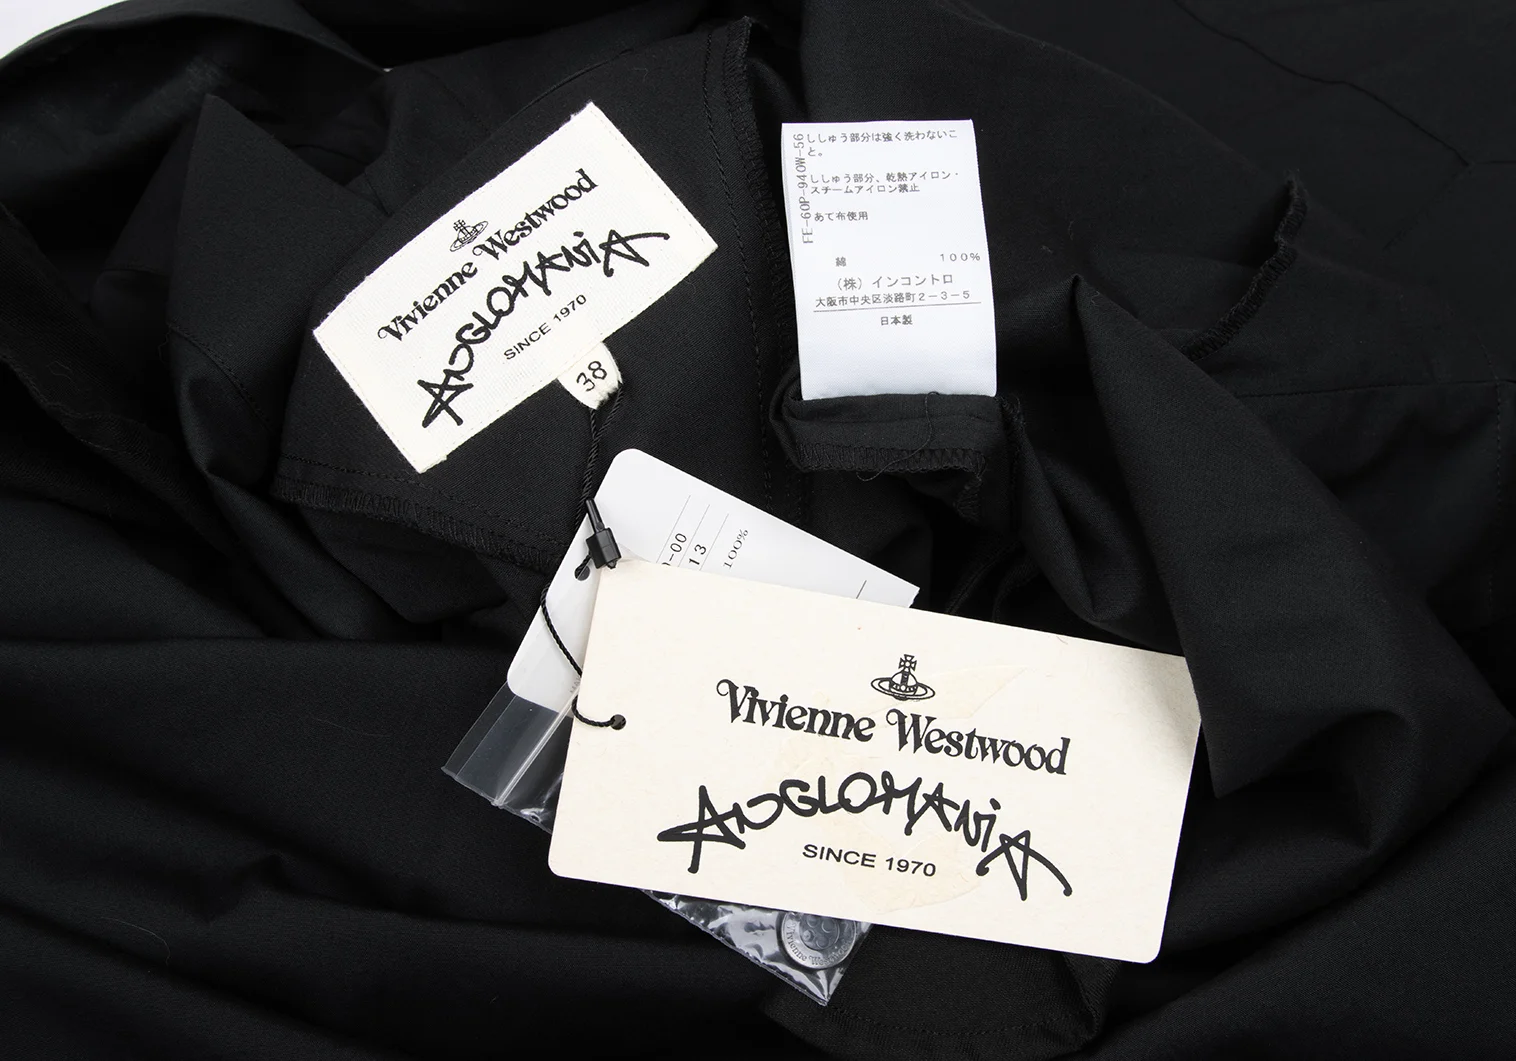 Vivienne Westwood
ANGLOMANiA
SINCE 1970
38
FE-60P-940W-56
ししゅう部分は強く洗わないこ
と。
ししゅう部分、乾熱アイロン・
スチームアイロン禁止
あて布使用
綿 100%
(株) インコントロ
大阪市中央区淡路町2-3-5
日本製
-00
13
100%
Vivienne Westwood
ANGLOMANiA
SINCE 1970